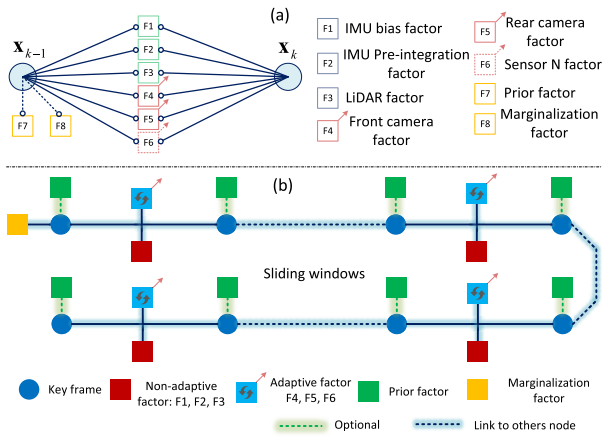 (a)
x k−1
x k
F1
F2
F3
F4
F5
F6
F7
F8
F1 IMU bias factor
F2 IMU Pre-integration
factor
F3 LiDAR factor
F4 Front camera
factor
F5 Rear camera
factor
F6 Sensor N factor
F7 Prior factor
F8 Marginalization
factor
(b)
Sliding windows
Key frame
Non-adaptive
factor: F1, F2, F3
Adaptive factor
F4, F5, F6
Prior factor
Marginalization
factor
Optional
Link to others node